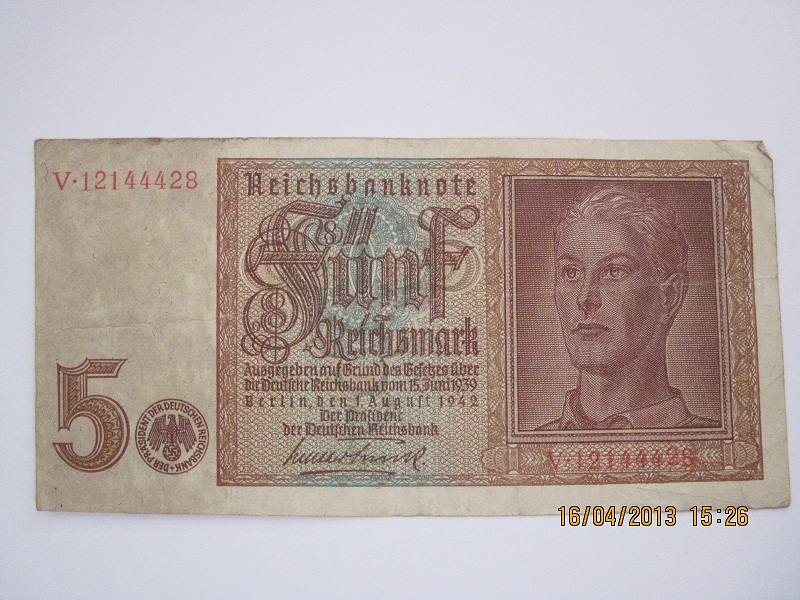 V·12144428
Reichsbanknote
Fünf
Reichsmark
Ausgegeben auf Grund des Gesetzes über
die Deutsche Reichsbank vom 15. Juni 1939
Berlin, den 1. August 1942
Der Präsident
der Deutschen Reichsbank
5
DER PRÄSIDENT DER DEUTSCHEN REICHSBANK
V·12144428
16/04/2013 15:26